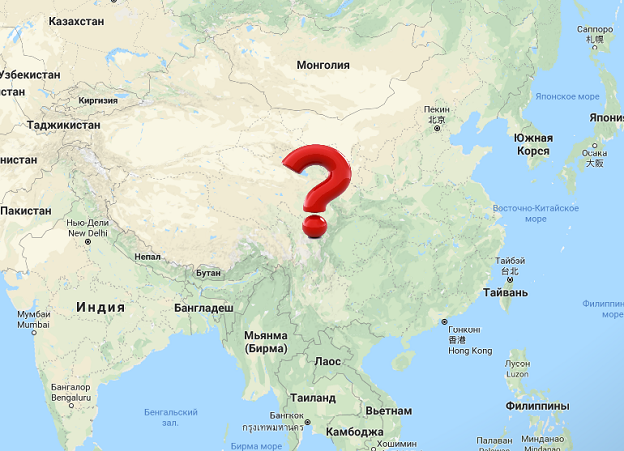 Казахстан
Саппоро
札幌
Монголия
Узбекистан
Японское море
Киргизия
Пекин
北京
Япония
Таджикистан
Южная
Корея
Осака
大阪
Пакистан
Восточно-Китайское
море
Нью-Дели
New Delhi
Непал
Тайбэй
台北
Бутан
Тайвань
Индия
Бангладеш
Филиппин
море
Мумбаи
Mumbai
Гонконг
香港
Hong Kong
Мьянма
(Бирма)
Лаос
Лусон
Luzon
Бангалор
Bengaluru
Таиланд
Вьетнам
Филиппины
Бенгальский
зал.
Бангкок
กรุงเทพมหานคร
Камбоджа
Хошимин
Бирма море
Палаван
Минданао
Mindanao
?